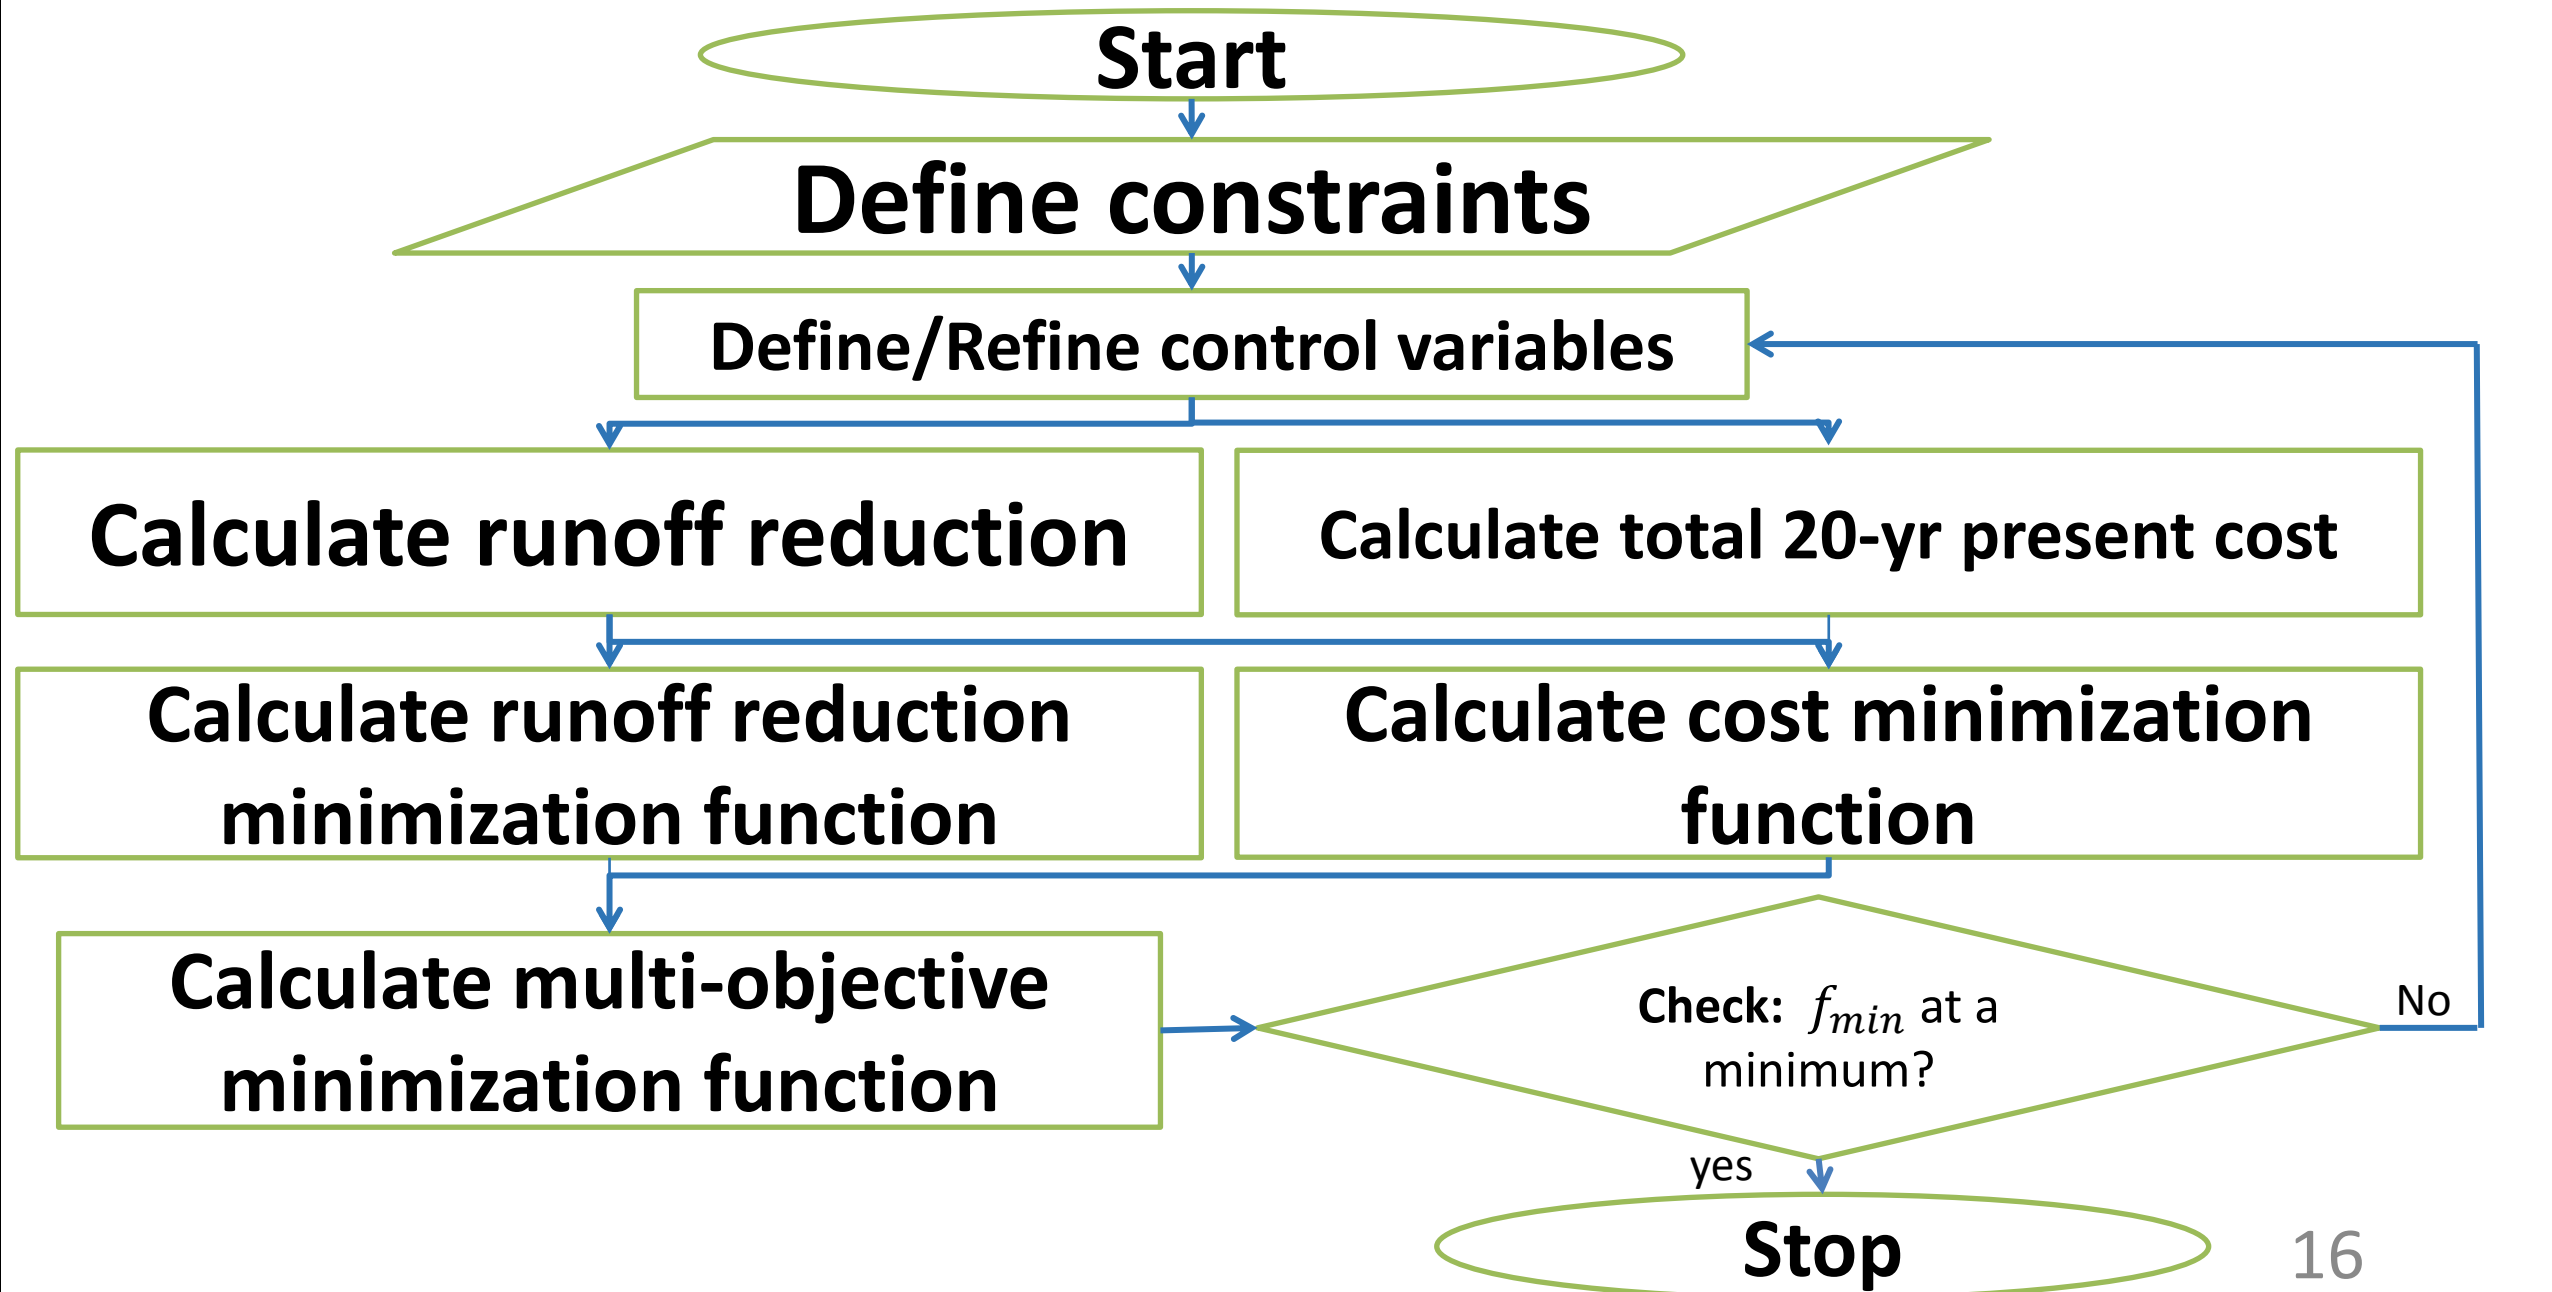 Start
Define constraints
Define/Refine control variables
Calculate runoff reduction
Calculate total 20-yr present cost
Calculate runoff reduction
minimization function
Calculate cost minimization
function
Calculate multi-objective
minimization function
Check: f_min at a
minimum?
No
yes
Stop
16